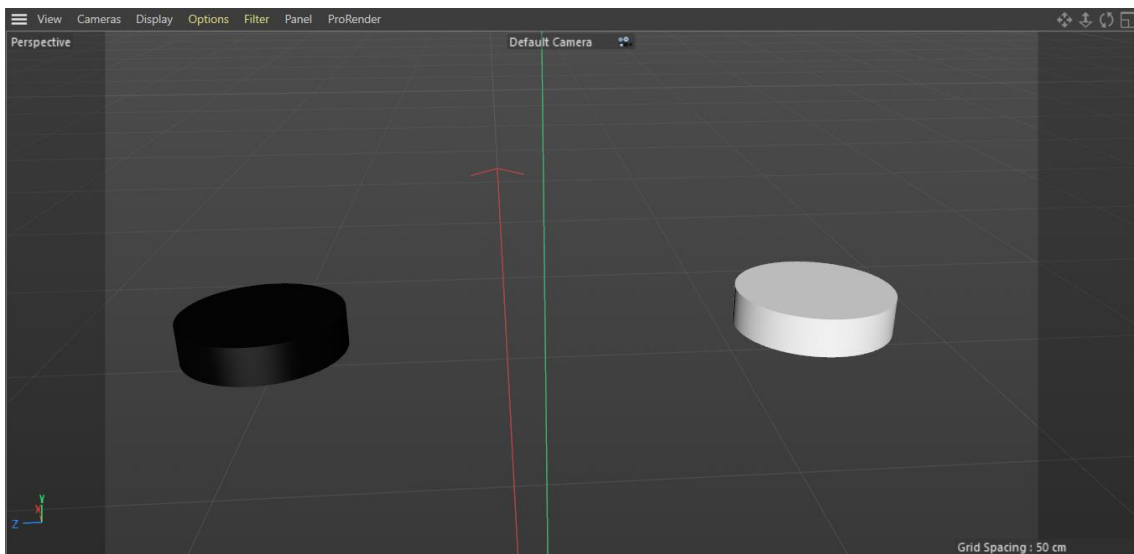 View Cameras Display Options Filter Panel ProRender
Perspective
Default Camera
Y
X
Z
Grid Spacing : 50 cm